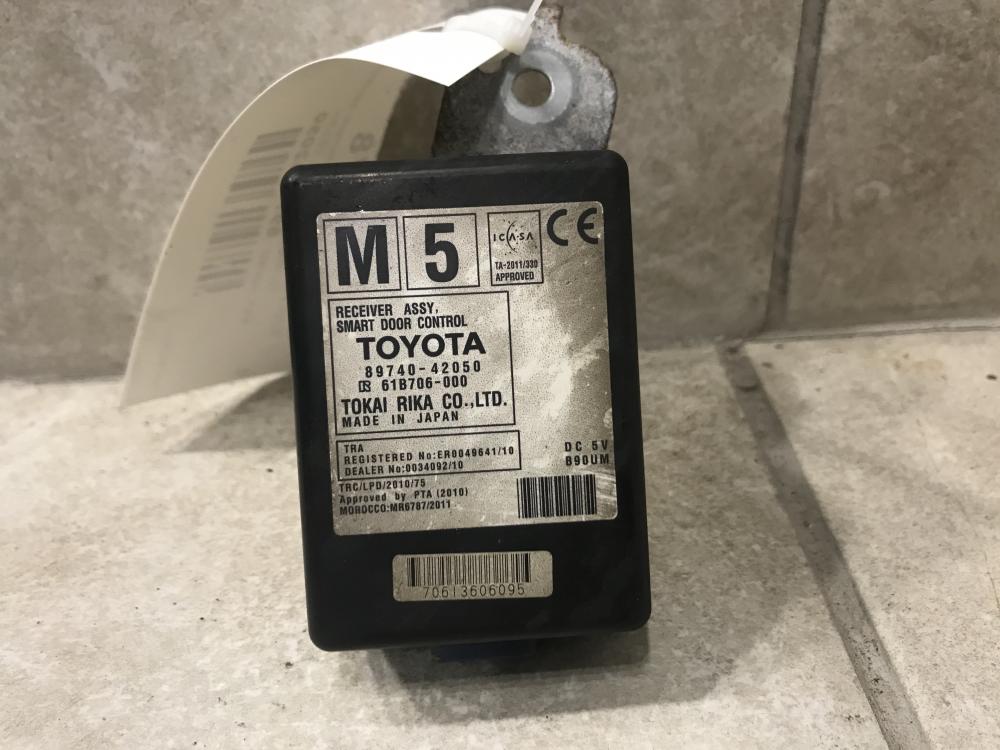 M 5 ICASA CE
TA-2011/330
APPROVED
RECEIVER ASSY,
SMART DOOR CONTROL
TOYOTA
89740-42050
61B706-000
TOKAI RIKA CO.,LTD.
MADE IN JAPAN
TRA
REGISTERED No:ER0049641/10
DEALER No:0034092/10
DC 5V
B90UM
TRC/LPD/2010/75
Approved by PTA (2010)
MOROCCO:MR6787/2011
70613606095